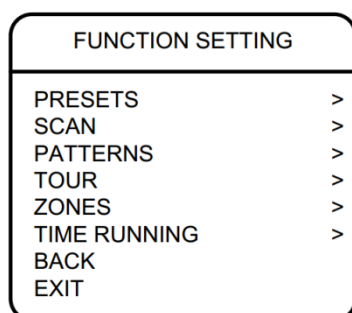 FUNCTION SETTING
PRESETS >
SCAN >
PATTERNS >
TOUR >
ZONES >
TIME RUNNING >
BACK
EXIT